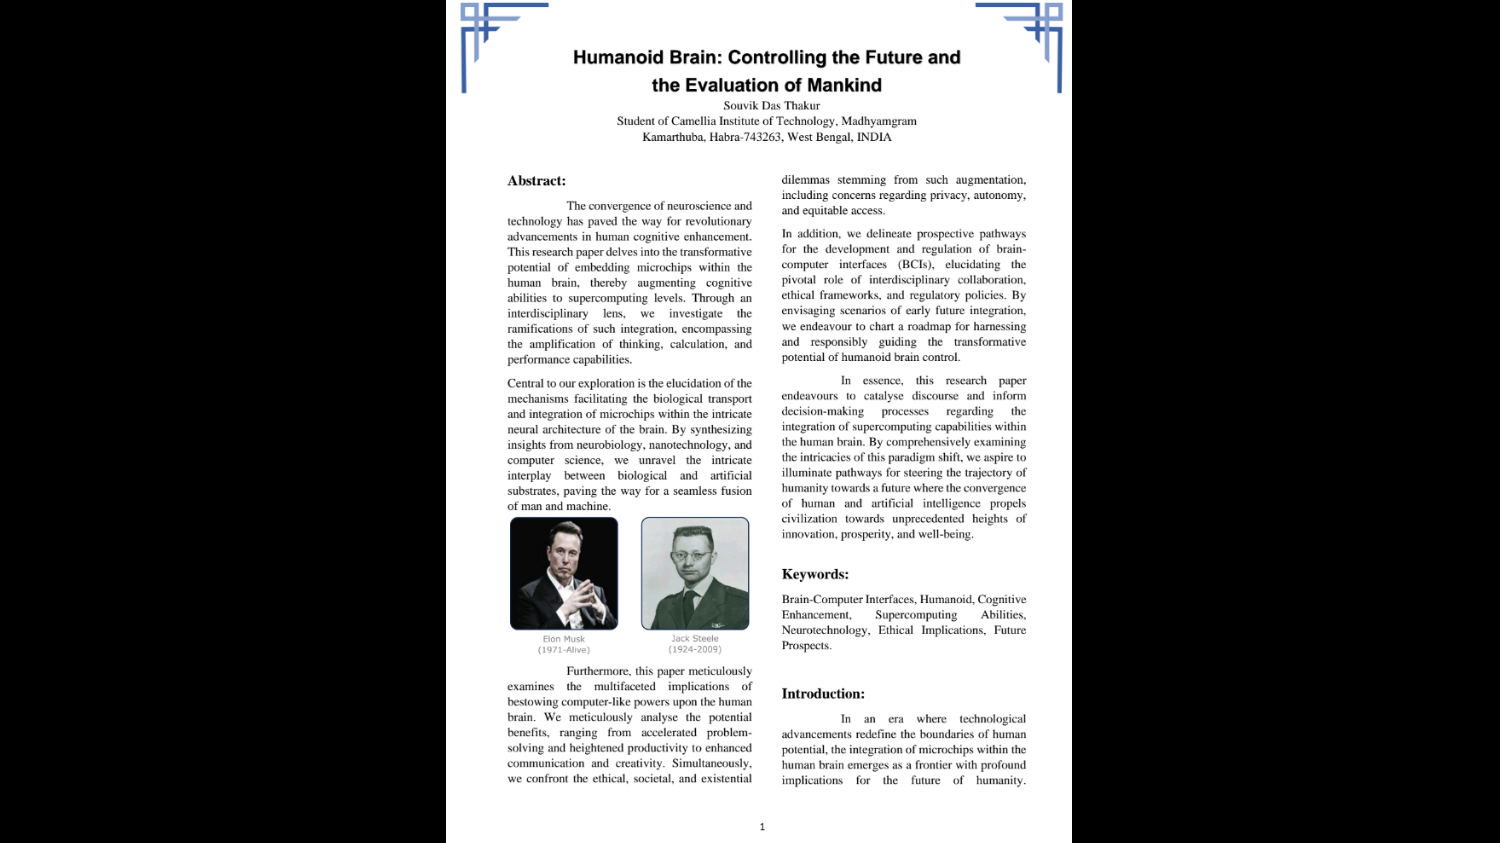 Humanoid Brain: Controlling the Future and
the Evaluation of Mankind
Souvik Das Thakur
Student of Camellia Institute of Technology, Madhyamgram
Kamarthuba, Habra-743263, West Bengal, INDIA
Abstract:
The convergence of neuroscience and
technology has paved the way for revolutionary
advancements in human cognitive enhancement.
This research paper delves into the transformative
potential of embedding microchips within the
human brain, thereby augmenting cognitive
abilities to supercomputing levels. Through an
interdisciplinary lens, we investigate the
ramifications of such integration, encompassing
the amplification of thinking, calculation, and
performance capabilities.
Central to our exploration is the elucidation of the
mechanisms facilitating the biological transport
and integration of microchips within the intricate
neural architecture of the brain. By synthesizing
insights from neurobiology, nanotechnology, and
computer science, we unravel the intricate
interplay between biological and artificial
substrates, paving the way for a seamless fusion
of man and machine.
Elon Musk
(1971-Alive)
Jack Steele
(1924-2009)
Furthermore, this paper meticulously
examines the multifaceted implications of
bestowing computer-like powers upon the human
brain. We meticulously analyse the potential
benefits, ranging from accelerated problem-
solving and heightened productivity to enhanced
communication and creativity. Simultaneously,
we confront the ethical, societal, and existential
dilemmas stemming from such augmentation,
including concerns regarding privacy, autonomy,
and equitable access.
In addition, we delineate prospective pathways
for the development and regulation of brain-
computer interfaces (BCIs), elucidating the
pivotal role of interdisciplinary collaboration,
ethical frameworks, and regulatory policies. By
envisaging scenarios of early future integration,
we endeavour to chart a roadmap for harnessing
and responsibly guiding the transformative
potential of humanoid brain control.
In essence, this research paper
endeavours to catalyse discourse and inform
decision-making processes regarding the
integration of supercomputing capabilities within
the human brain. By comprehensively examining
the intricacies of this paradigm shift, we aspire to
illuminate pathways for steering the trajectory of
humanity towards a future where the convergence
of human and artificial intelligence propels
civilization towards unprecedented heights of
innovation, prosperity, and well-being.
Keywords:
Brain-Computer Interfaces, Humanoid, Cognitive
Enhancement, Supercomputing Abilities,
Neurotechnology, Ethical Implications, Future
Prospects.
Introduction:
In an era where technological
advancements redefine the boundaries of human
potential, the integration of microchips within the
human brain emerges as a frontier with profound
implications for the future of humanity.
1